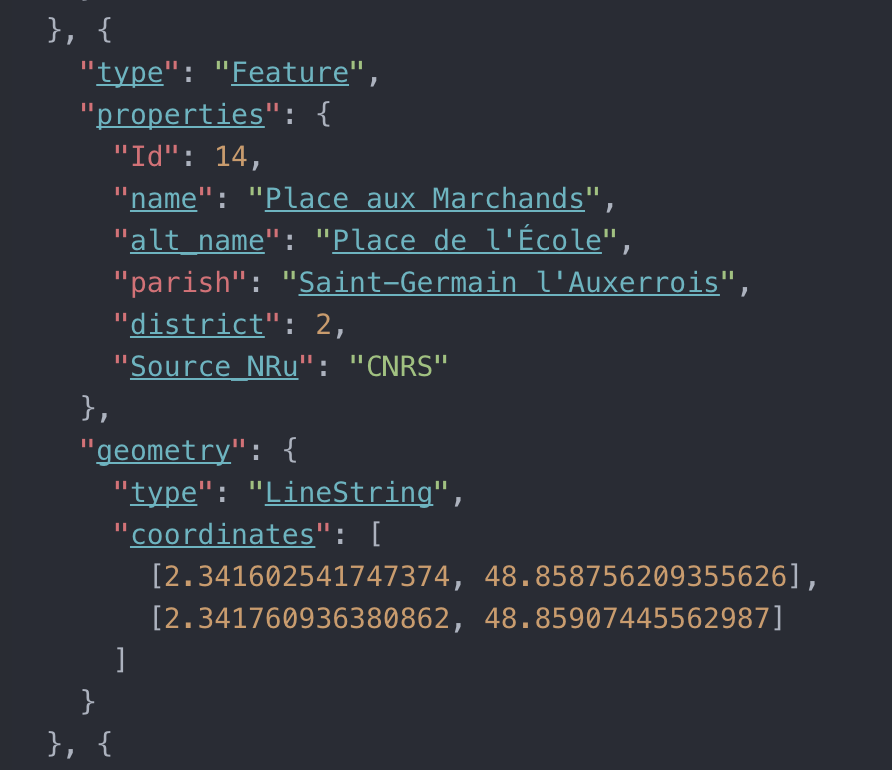 }, {
"type": "Feature",
"properties": {
"Id": 14,
"name": "Place aux Marchands",
"alt_name": "Place de l'École",
"parish": "Saint-Germain l'Auxerrois",
"district": 2,
"Source_NRu": "CNRS"
},
"geometry": {
"type": "LineString",
"coordinates": [
[2.341602541747374, 48.858756209355626],
[2.341760936380862, 48.85907445562987]
]
}
}, {